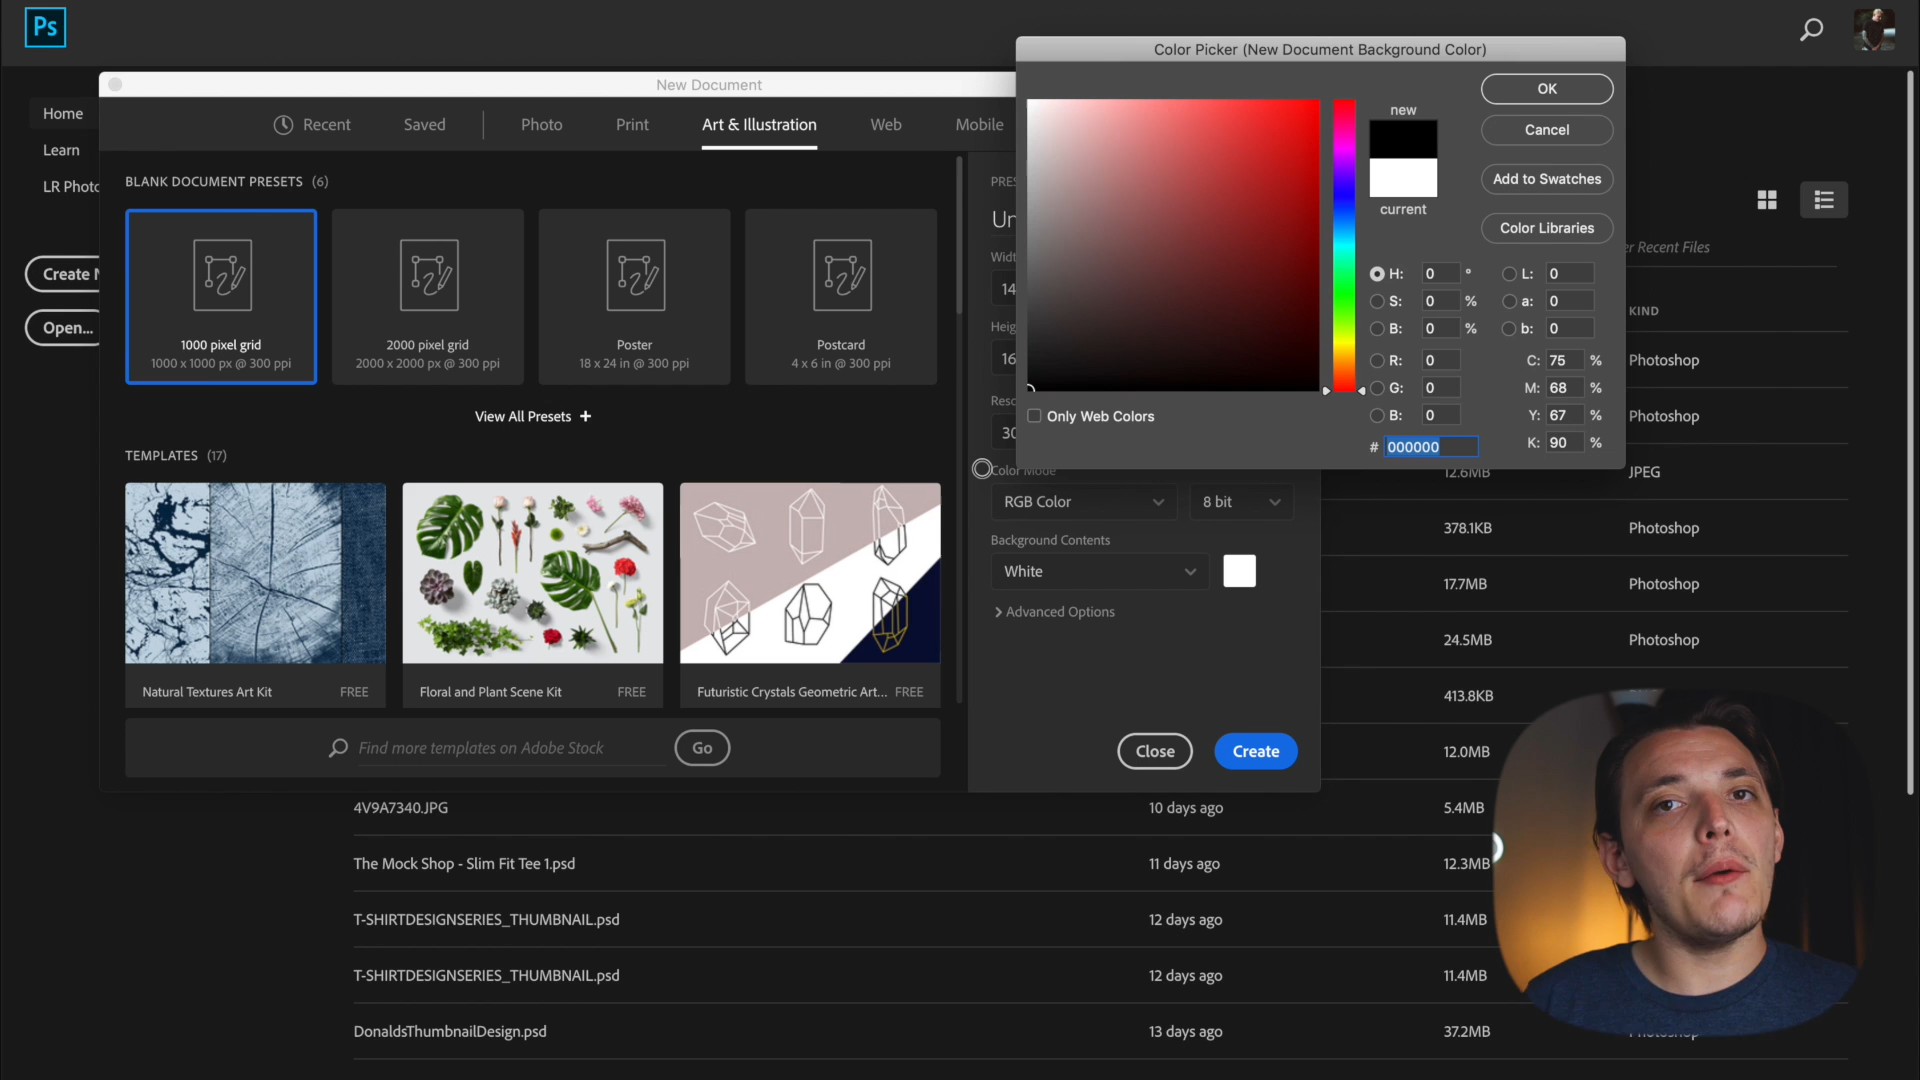 Ps
Color Picker (New Document Background Color)
New Document
Home
Learn
LR Photo
Create N
Open...
Recent
Saved
Photo
Print
Art & Illustration
Web
Mobile
BLANK DOCUMENT PRESETS (6)
1000 pixel grid
1000 x 1000 px @ 300 ppi
2000 pixel grid
2000 x 2000 px @ 300 ppi
Poster
18 x 24 in @ 300 ppi
Postcard
4 x 6 in @ 300 ppi
View All Presets +
TEMPLATES (17)
Natural Textures Art Kit FREE
Floral and Plant Scene Kit FREE
Futuristic Crystals Geometric Art... FREE
Find more templates on Adobe Stock
Go
PRES
Un
Widt
14
Heig
16
Reso
30
Color Mode
RGB Color
8 bit
Background Contents
White
Advanced Options
Close
Create
new
current
OK
Cancel
Add to Swatches
Color Libraries
H: 0 °
S: 0 %
B: 0 %
R: 0
G: 0
B: 0
# 000000
L: 0
a: 0
b: 0
C: 75 %
M: 68 %
Y: 67 %
K: 90 %
Only Web Colors
er Recent Files
KIND
Photoshop
Photoshop
12.6MB JPEG
378.1KB Photoshop
17.7MB Photoshop
24.5MB Photoshop
413.8KB
12.0MB
4V9A7340.JPG 10 days ago 5.4MB
The Mock Shop - Slim Fit Tee 1.psd 11 days ago 12.3MB
T-SHIRTDESIGNSERIES_THUMBNAIL.psd 12 days ago 11.4MB
T-SHIRTDESIGNSERIES_THUMBNAIL.psd 12 days ago 11.4MB
DonaldsThumbnailDesign.psd 13 days ago 37.2MB